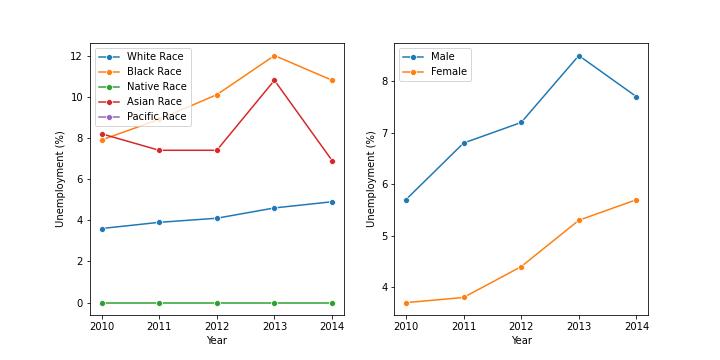 White Race
Black Race
Native Race
Asian Race
Pacific Race
12
10
8
6
4
2
0
Unemployment (%)
2010 2011 2012 2013 2014
Year
Male
Female
8
7
6
5
4
Unemployment (%)
2010 2011 2012 2013 2014
Year